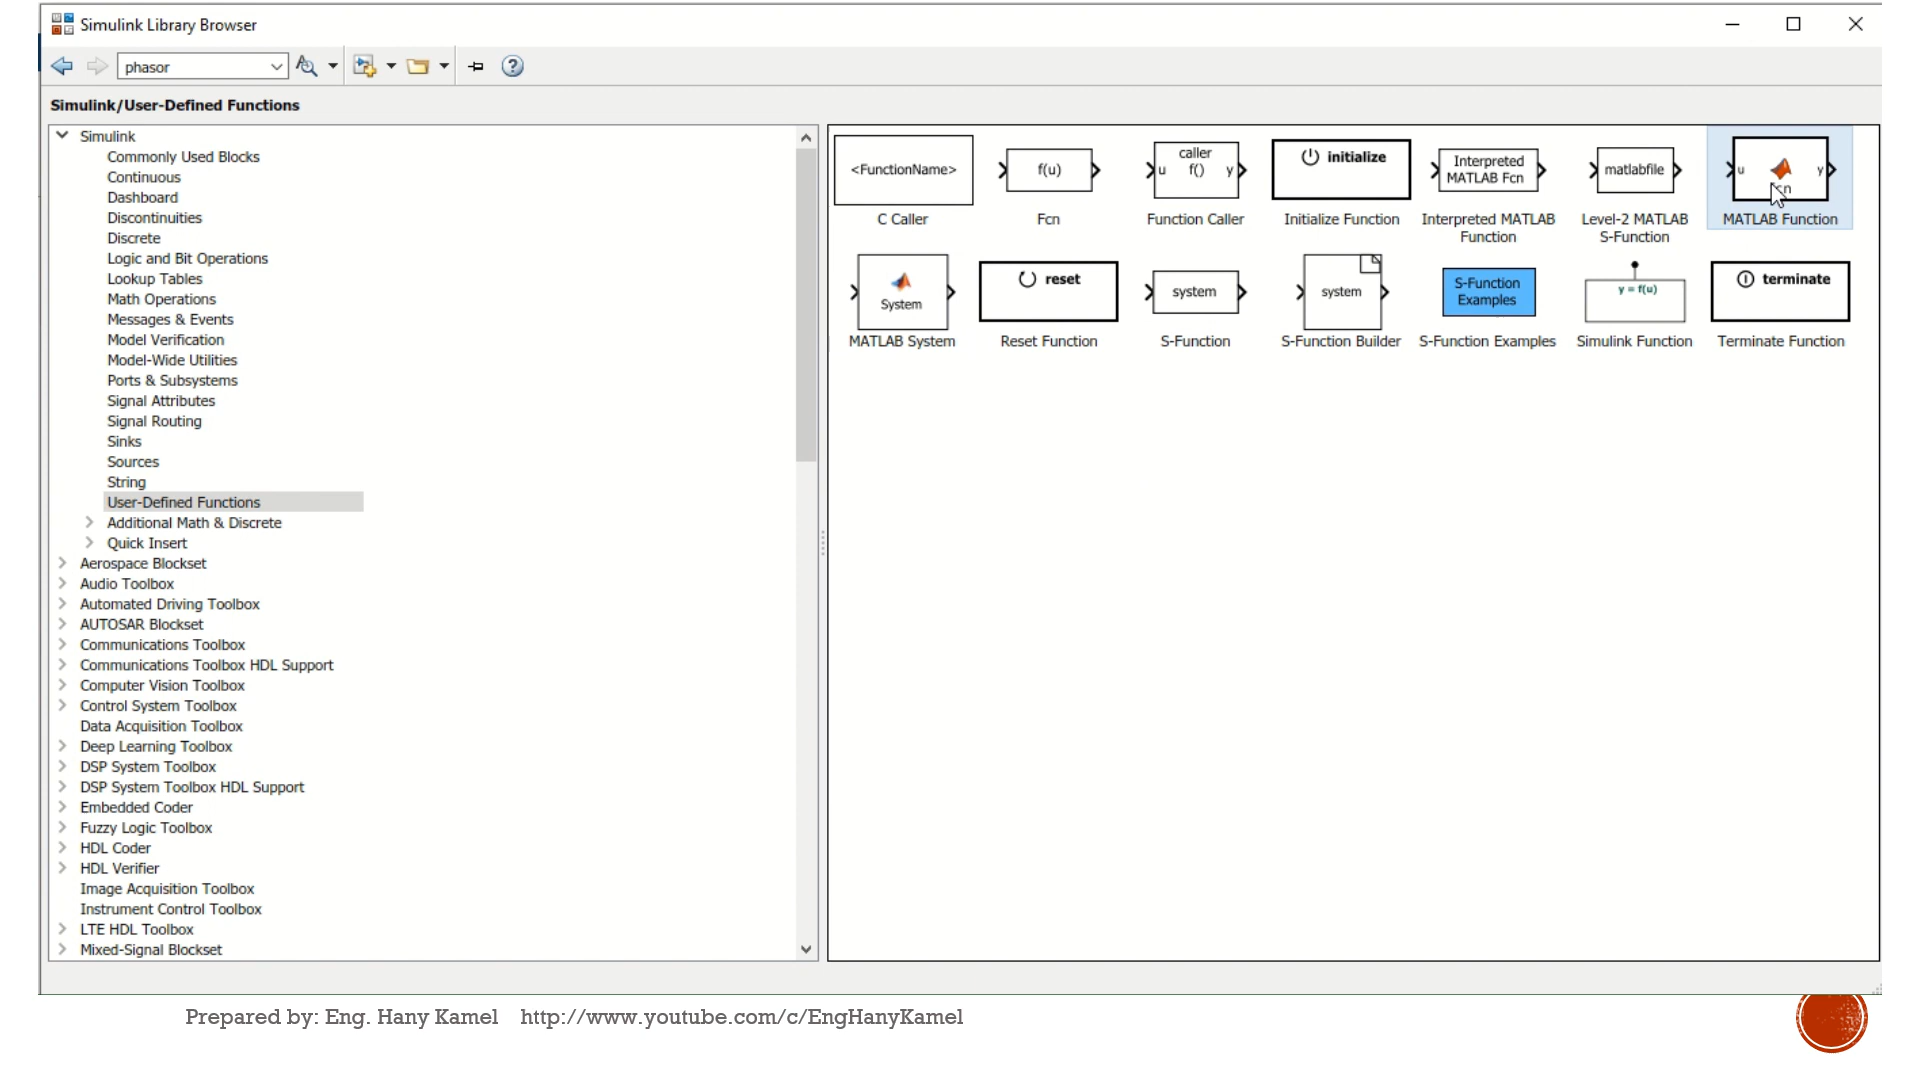 Simulink Library Browser
phasor
Simulink/User-Defined Functions
Simulink
Commonly Used Blocks
Continuous
Dashboard
Discontinuities
Discrete
Logic and Bit Operations
Lookup Tables
Math Operations
Messages & Events
Model Verification
Model-Wide Utilities
Ports & Subsystems
Signal Attributes
Signal Routing
Sinks
Sources
String
User-Defined Functions
Additional Math & Discrete
Quick Insert
Aerospace Blockset
Audio Toolbox
Automated Driving Toolbox
AUTOSAR Blockset
Communications Toolbox
Communications Toolbox HDL Support
Computer Vision Toolbox
Control System Toolbox
Data Acquisition Toolbox
Deep Learning Toolbox
DSP System Toolbox
DSP System Toolbox HDL Support
Embedded Coder
Fuzzy Logic Toolbox
HDL Coder
HDL Verifier
Image Acquisition Toolbox
Instrument Control Toolbox
LTE HDL Toolbox
Mixed-Signal Blockset
<FunctionName>
C Caller
f(u)
Fcn
caller
u f() y
Function Caller
initialize
Initialize Function
Interpreted
MATLAB Fcn
Interpreted MATLAB
Function
matlabfile
Level-2 MATLAB
S-Function
u y
MATLAB Function
System
MATLAB System
reset
Reset Function
system
S-Function
system
S-Function Builder
S-Function
Examples
S-Function Examples
y = f(u)
Simulink Function
terminate
Terminate Function
Prepared by: Eng. Hany Kamel http://www.youtube.com/c/EngHanyKamel